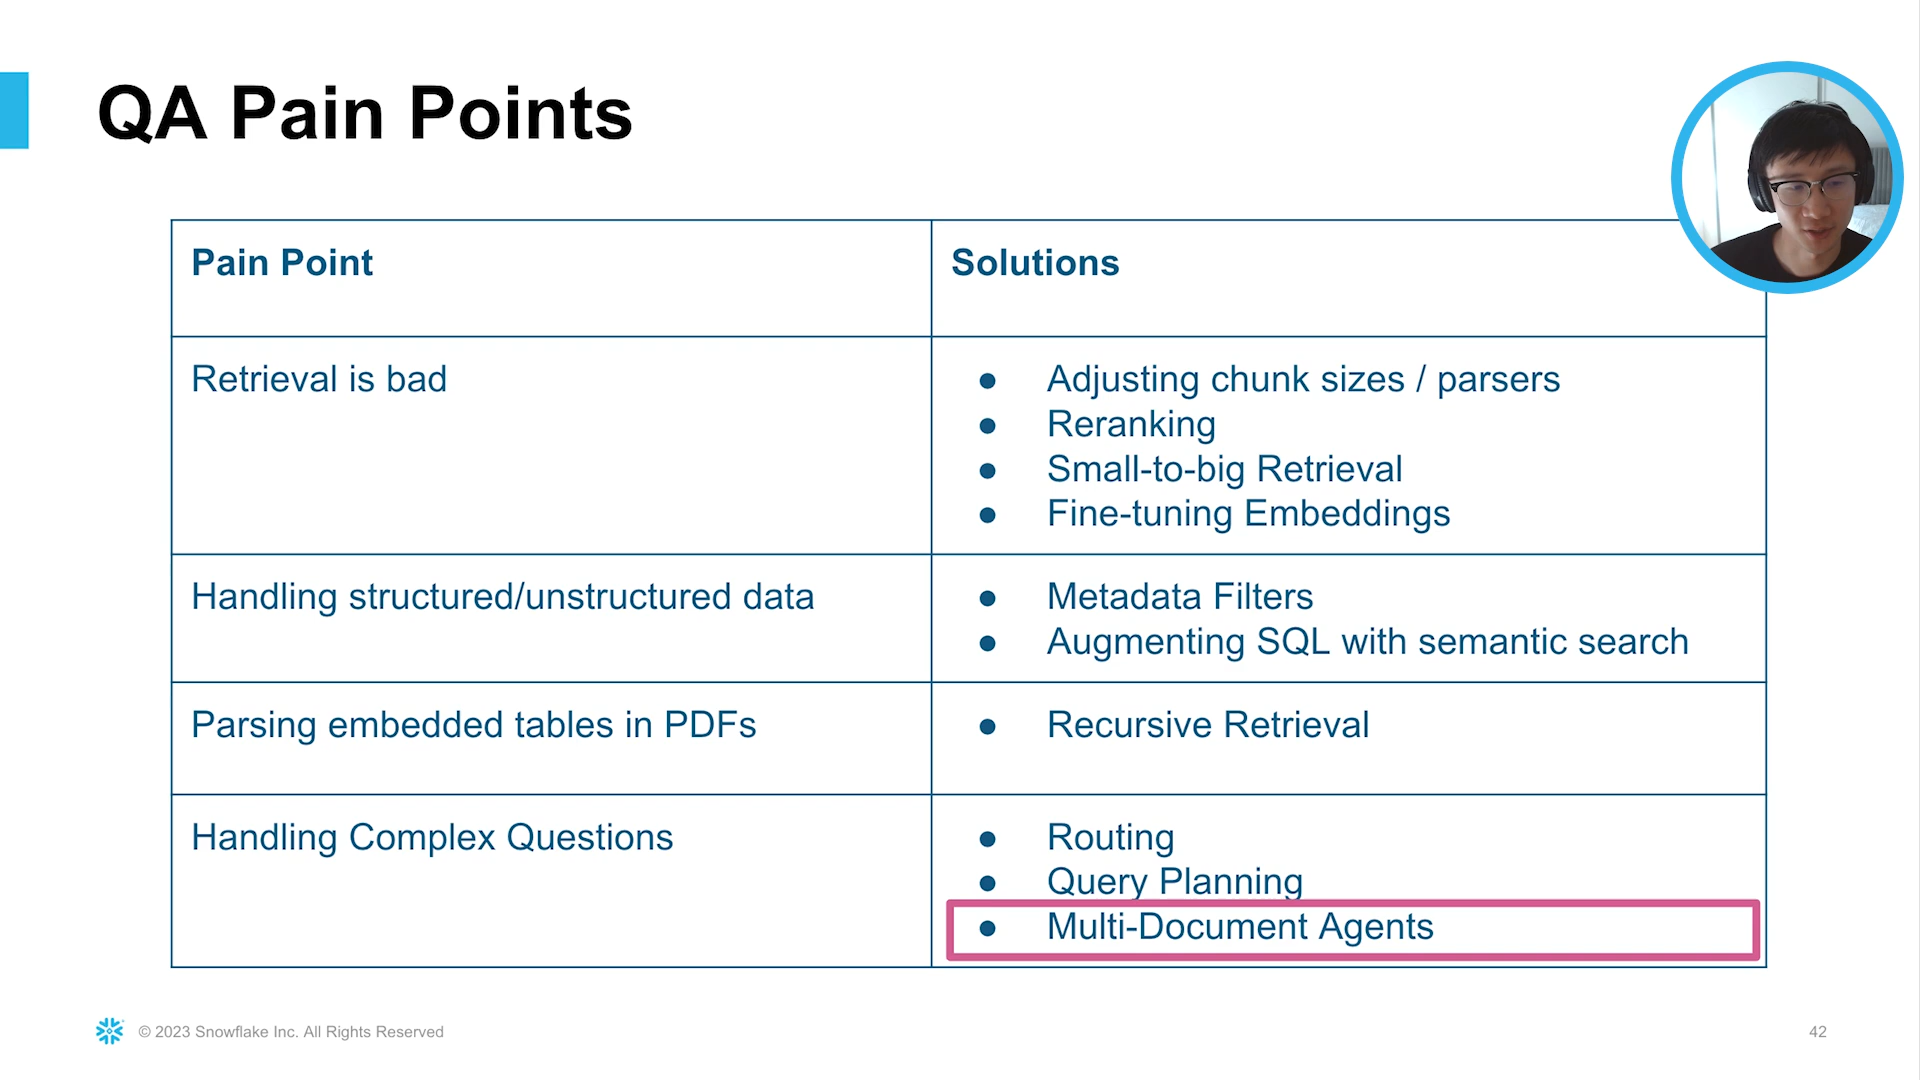 QA Pain Points
Pain Point
Solutions
Retrieval is bad
● Adjusting chunk sizes / parsers
● Reranking
● Small-to-big Retrieval
● Fine-tuning Embeddings
Handling structured/unstructured data
● Metadata Filters
● Augmenting SQL with semantic search
Parsing embedded tables in PDFs
● Recursive Retrieval
Handling Complex Questions
● Routing
● Query Planning
● Multi-Document Agents
© 2023 Snowflake Inc. All Rights Reserved
42